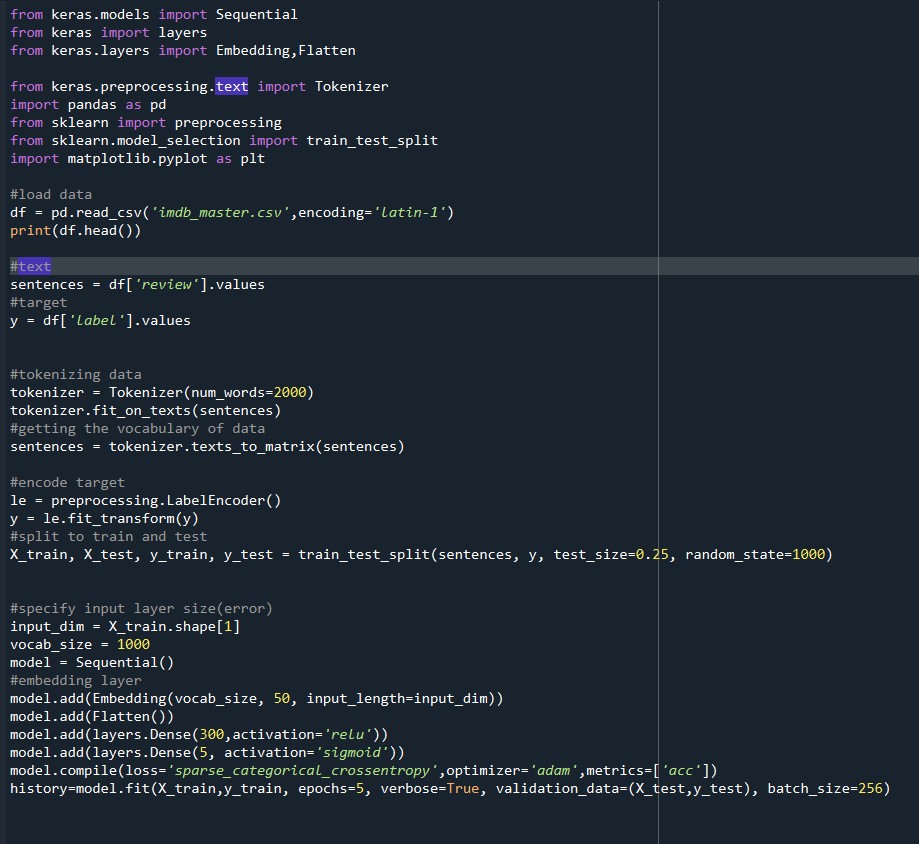 from keras.models import Sequential
from keras import layers
from keras.layers import Embedding,Flatten
from keras.preprocessing.text import Tokenizer
import pandas as pd
from sklearn import preprocessing
from sklearn.model_selection import train_test_split
import matplotlib.pyplot as plt
#load data
df = pd.read_csv('imdb_master.csv',encoding='latin-1')
print(df.head())
#text
sentences = df['review'].values
#target
y = df['label'].values
#tokenizing data
tokenizer = Tokenizer(num_words=2000)
tokenizer.fit_on_texts(sentences)
#getting the vocabulary of data
sentences = tokenizer.texts_to_matrix(sentences)
#encode target
le = preprocessing.LabelEncoder()
y = le.fit_transform(y)
#split to train and test
X_train, X_test, y_train, y_test = train_test_split(sentences, y, test_size=0.25, random_state=1000)
#specify input layer size(error)
input_dim = X_train.shape[1]
vocab_size = 1000
model = Sequential()
#embedding layer
model.add(Embedding(vocab_size, 50, input_length=input_dim))
model.add(Flatten())
model.add(layers.Dense(300,activation='relu'))
model.add(layers.Dense(5, activation='sigmoid'))
model.compile(loss='sparse_categorical_crossentropy',optimizer='adam',metrics=['acc'])
history=model.fit(X_train,y_train, epochs=5, verbose=True, validation_data=(X_test,y_test), batch_size=256)